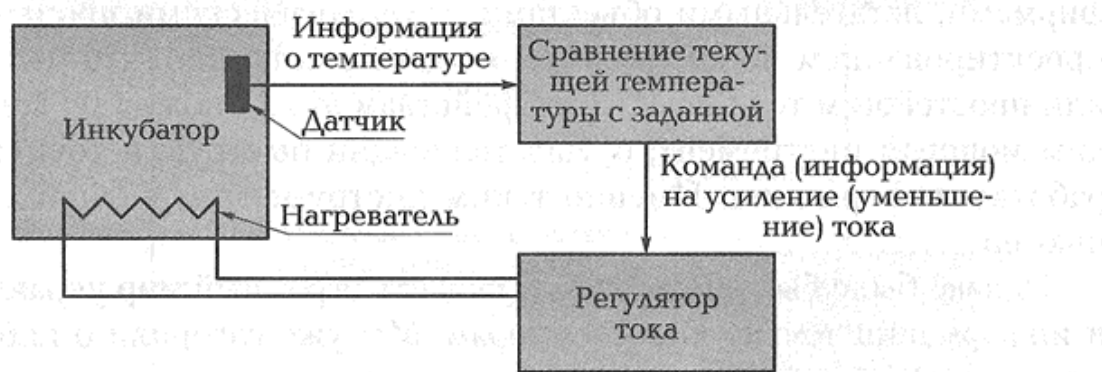 Информация
о температуре
Сравнение теку-
щей темпера-
туры с заданной
Инкубатор
Датчик
Команда (информация)
на усиление (уменьше-
ние) тока
Нагреватель
Регулятор
тока